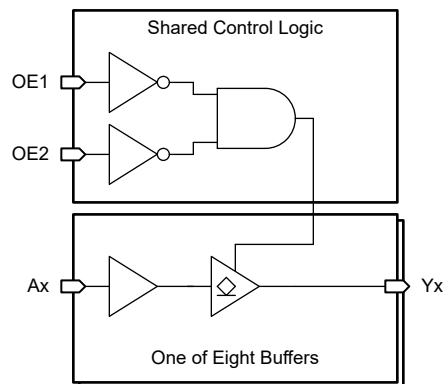 Shared Control Logic
OE1
OE2
Ax
Yx
One of Eight Buffers